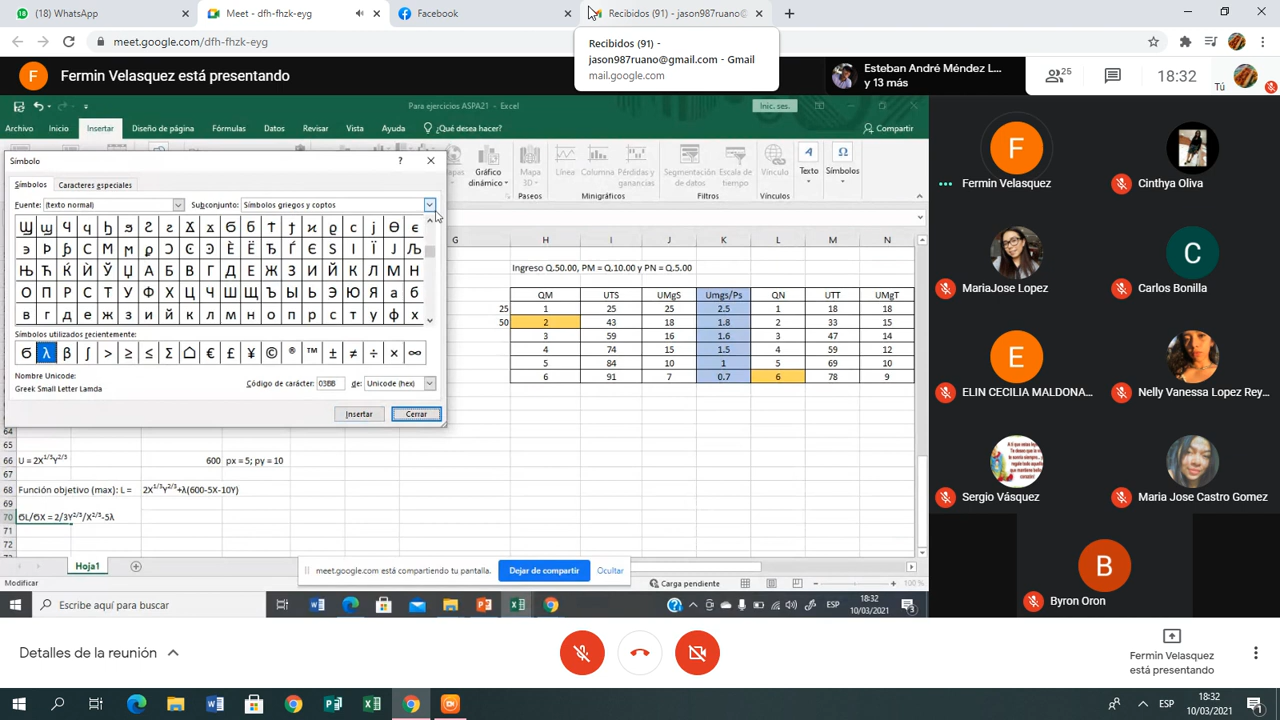 (18) WhatsApp
Meet - dfh-fhzk-eyg
Facebook
Recibidos (91) - jason987ruano@
meet.google.com/dfh-fhzk-eyg
Recibidos (91) -
jason987ruano@gmail.com - Gmail
mail.google.com
F
Fermin Velasquez está presentando
Esteban André Méndez L...
y 13 más
25
18:32
Tú
Para ejercicios ASPA21 - Excel
Inic. ses.
Archivo
Inicio
Insertar
Diseño de página
Fórmulas
Datos
Revisar
Vista
Ayuda
¿Qué desea hacer?
Compartir
Símbolo
?
Símbolos
Caracteres especiales
Fuente:
(texto normal)
Subconjunto:
Símbolos griegos y coptos
Њ Ћ Ќ Ѝ Ў Џ А Б В Г Д Е Ж З И Й К Л М Н
О П Р С Т У Ф Х Ц Ч Ш Щ Ъ Ы Ь Э Ю Я а б
в г д е ж з и й к л м н о п р с т у ф х
Símbolos utilizados recientemente:
Ϭ λ β ∫ > ≥ ≤ Σ ⌂ € £ ¥ © ® ™ ± ≠ ÷ × ∞
Nombre Unicode:
Greek Small Letter Lamda
Código de carácter:
03BB
de:
Unicode (hex)
Insertar
Cerrar
Gráfico
dinámico
Mapa
3D
Paseos
Línea
Columna
Pérdidas y
ganancias
Minigráficos
Segmentación
de datos
Escala de
tiempo
Filtros
Vínculo
Vínculos
Texto
Símbolos
G H I J K L M N
Ingreso Q.50.00, PM = Q.10.00 y PN = Q.5.00
QM UTS UMgS Umgs/Ps QN UTT UMgT
25 1 25 25 2.5 1 18 18
50 2 43 18 1.8 2 33 15
3 59 16 1.6 3 47 14
4 74 15 1.5 4 59 12
5 84 10 1 5 69 10
6 91 7 0.7 6 78 9
64
65
66 U = 2X^1/3Y^2/3 600 px = 5; py = 10
67
68 Función objetivo (max): L = 2X^1/3Y^2/3+λ(600-5X-10Y)
69
70 ϬL/ϬX = 2/3Y^2/3/X^2/3-5λ
71
72
Hoja1
meet.google.com está compartiendo tu pantalla.
Dejar de compartir
Ocultar
Modificar
Carga pendiente
100 %
Escribe aquí para buscar
ESP
18:32
10/03/2021
3
F
Fermin Velasquez
Cinthya Oliva
MariaJose Lopez
C
Carlos Bonilla
E
ELIN CECILIA MALDONA...
Nelly Vanessa Lopez Rey...
Sergio Vásquez
Maria Jose Castro Gomez
B
Byron Oron
Detalles de la reunión
Fermin Velasquez
está presentando
ESP
18:32
10/03/2021
1